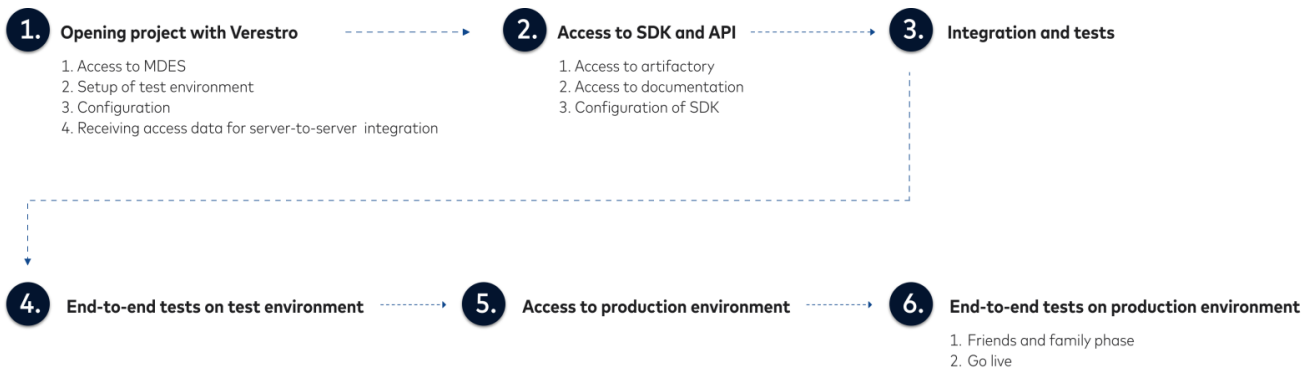 1. Opening project with Verestro
1. Access to MDES
2. Setup of test environment
3. Configuration
4. Receiving access data for server-to-server integration
2. Access to SDK and API
1. Access to artifactory
2. Access to documentation
3. Configuration of SDK
3. Integration and tests
4. End-to-end tests on test environment
5. Access to production environment
6. End-to-end tests on production environment
1. Friends and family phase
2. Go live